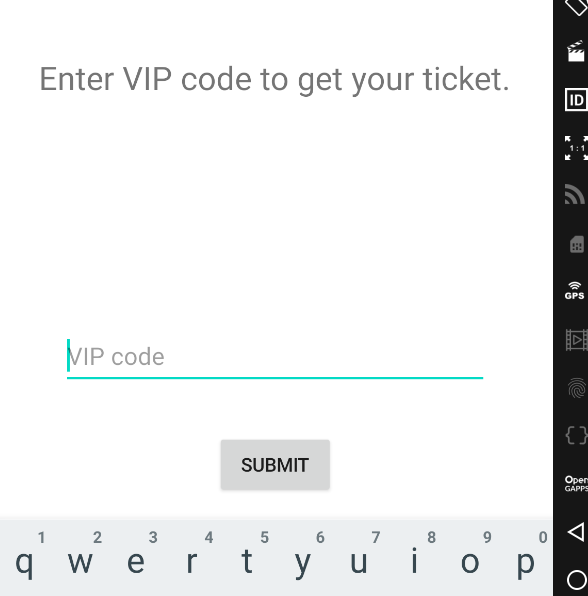 Enter VIP code to get your ticket.
ID
1:1
GPS
VIP code
SUBMIT
Open
GAPPS
1 2 3 4 5 6 7 8 9 0
q w e r t y u i o p